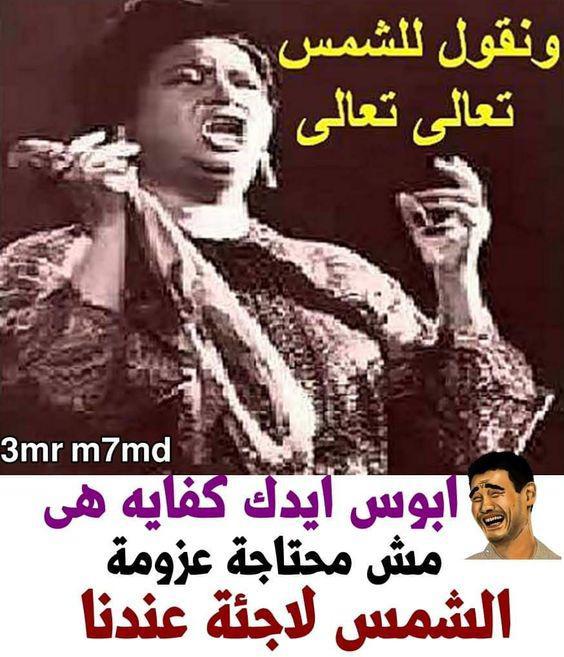 ونقول للشمس
تعالى تعالى
3mr m7md
ابوس ايدك كفايه هى
مش محتاجة عزومة
الشمس لاجئة عندنا